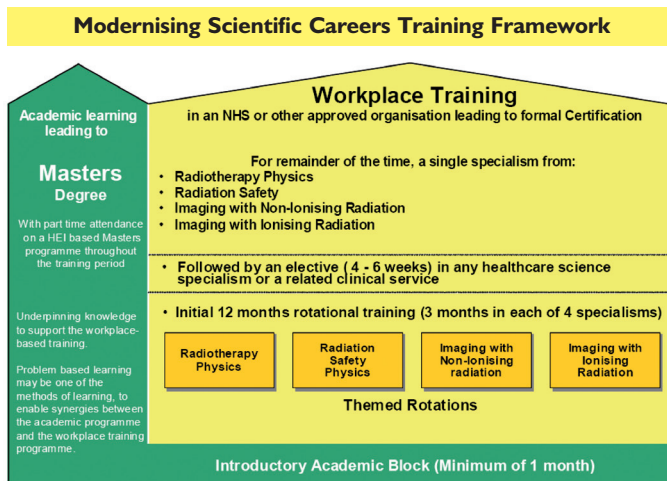 Modernising Scientific Careers Training Framework
Academic learning
leading to
Masters
Degree
With part time attendance
on a HEI based Masters
programme throughout
the training period
Underpinning knowledge
to support the workplace-
based training.
Problem based learning
may be one of the
methods of learning, to
enable synergies between
the academic programme
and the workplace training
programme.
Workplace Training
in an NHS or other approved organisation leading to formal Certification
For remainder of the time, a single specialism from:
• Radiotherapy Physics
• Radiation Safety
• Imaging with Non-Ionising Radiation
• Imaging with Ionising Radiation
• Followed by an elective ( 4 - 6 weeks) in any healthcare science
specialism or a related clinical service
• Initial 12 months rotational training (3 months in each of 4 specialisms)
Radiotherapy
Physics
Radiation
Safety
Physics
Imaging with
Non-Ionising
radiation
Imaging with
Ionising
Radiation
Themed Rotations
Introductory Academic Block (Minimum of 1 month)